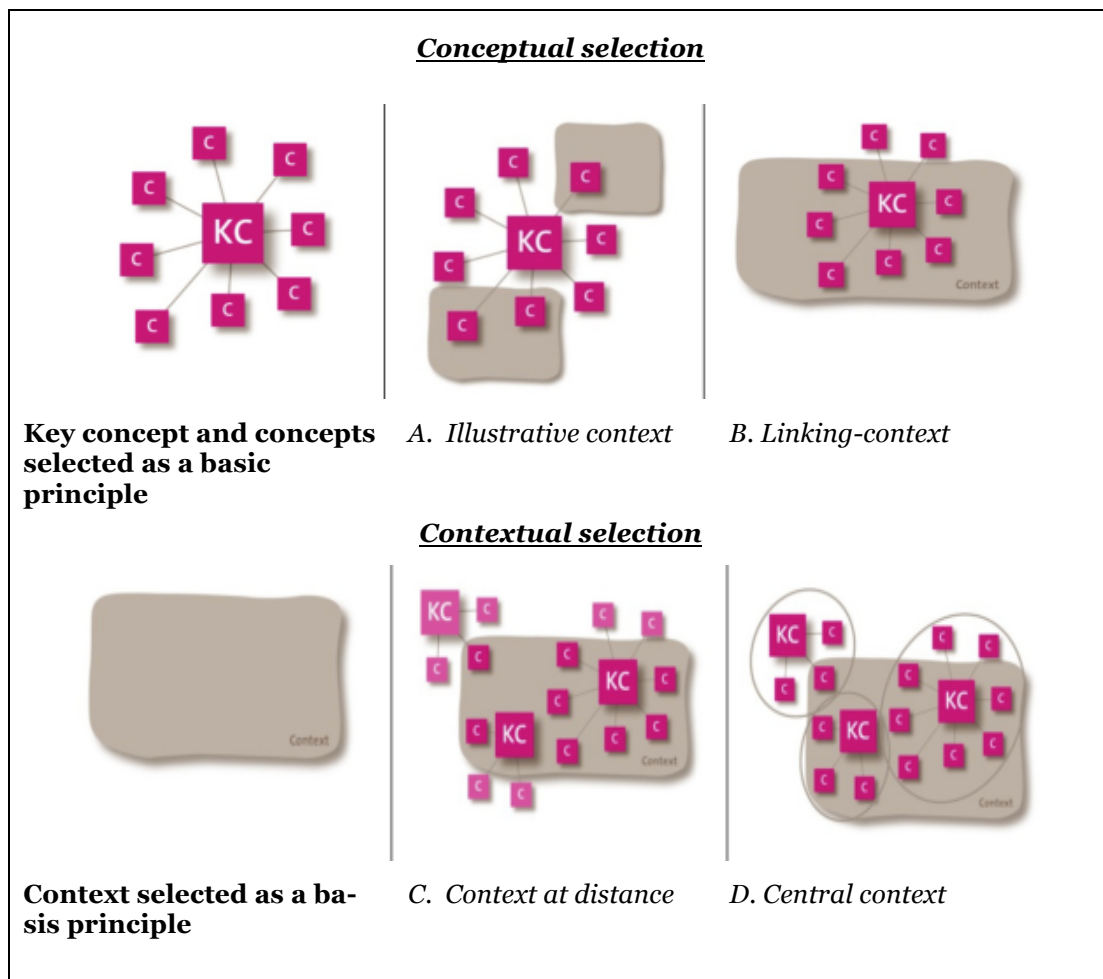 Conceptual selection
C
C
C
C
KC
C
C
C
C
C
C
C
C
KC
C
C
C
C
C
C
C
C
KC
C
C
C
C
C
Context
Key concept and concepts
selected as a basic
principle
A. Illustrative context
B. Linking-context
Contextual selection
Context
KC
C
C
C
C
C
C
KC
C
C
C
KC
C
C
C
Context
C
C
KC
C
C
C
C
C
C
KC
C
C
KC
C
C
C
C
C
C
C
Context
Context selected as a ba-
sis principle
C. Context at distance
D. Central context